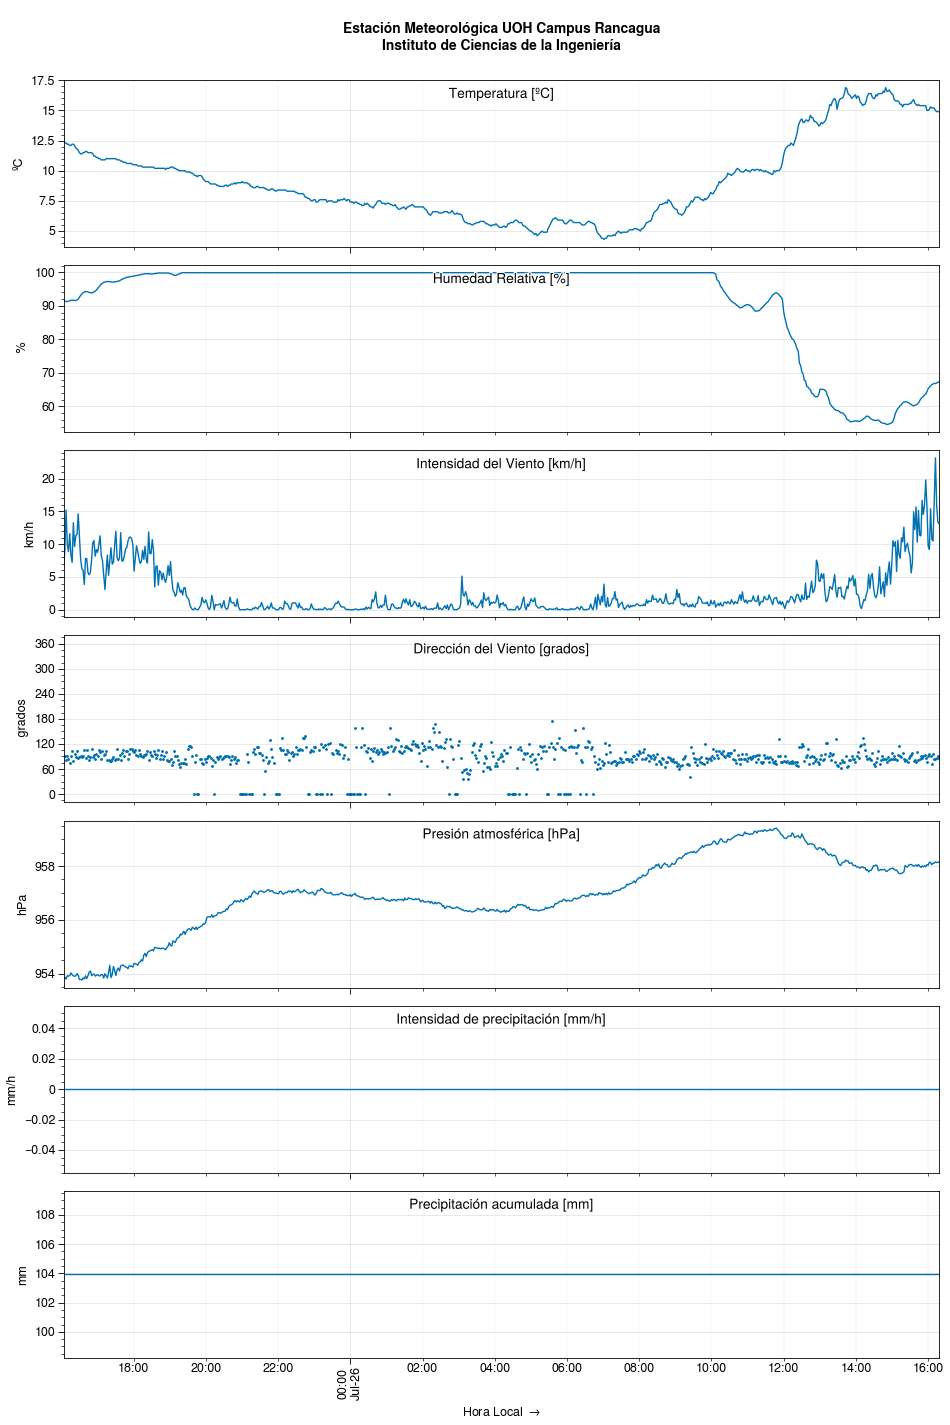 Estación Meteorológica UOH Campus Rancagua
Instituto de Ciencias de la Ingeniería
Temperatura [ºC]
ºC
17.5
15
12.5
10
7.5
5
Humedad Relativa [%]
%
100
90
80
70
60
Intensidad del Viento [km/h]
km/h
20
15
10
5
0
Dirección del Viento [grados]
grados
360
300
240
180
120
60
0
Presión atmosférica [hPa]
hPa
958
956
954
Intensidad de precipitación [mm/h]
mm/h
0.04
0.02
0
−0.02
−0.04
Precipitación acumulada [mm]
mm
108
106
104
102
100
18:00 20:00 22:00 00:00 02:00 04:00 06:00 08:00 10:00 12:00 14:00 16:00
Jul-26
Hora Local →